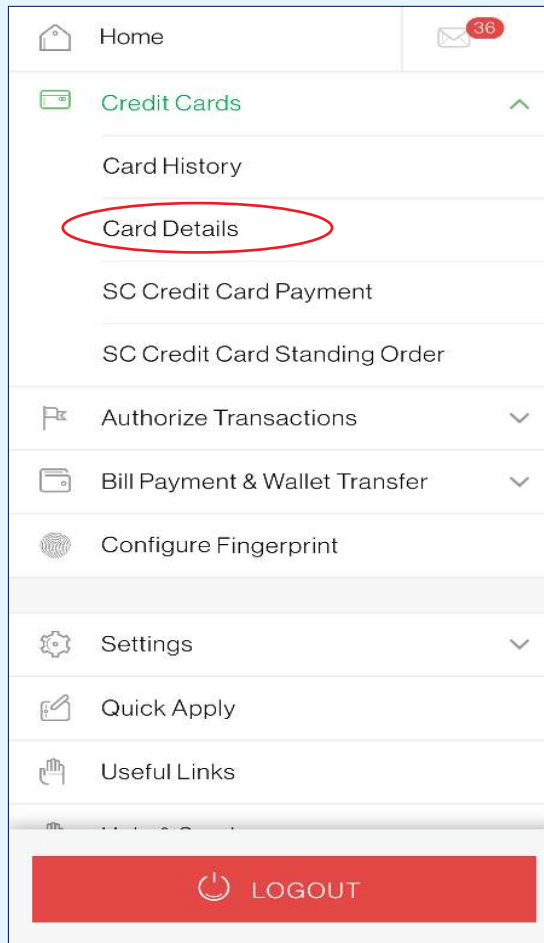 Home
36
Credit Cards
Card History
Card Details
SC Credit Card Payment
SC Credit Card Standing Order
Authorize Transactions
Bill Payment & Wallet Transfer
Configure Fingerprint
Settings
Quick Apply
Useful Links
LOGOUT